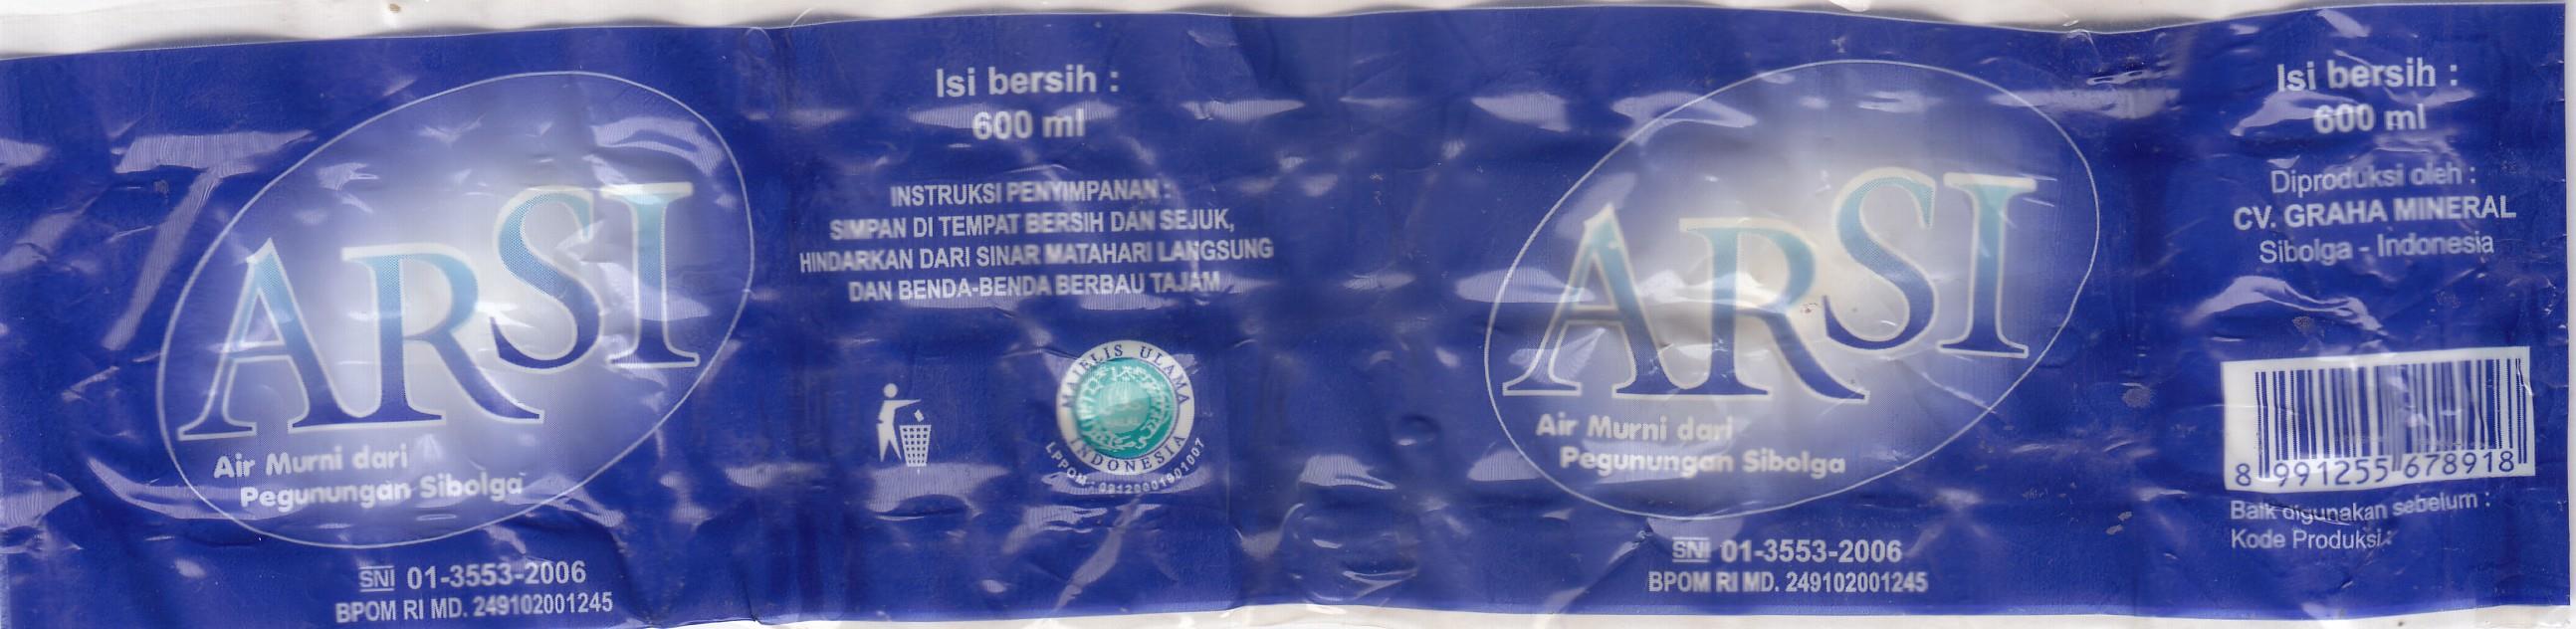 ARSI
Air Murni dari
Pegunungan Sibolga
SNI 01-3553-2006
BPOM RI MD. 249102001245
Isi bersih :
600 ml
INSTRUKSI PENYIMPANAN :
SIMPAN DI TEMPAT BERSIH DAN SEJUK,
HINDARKAN DARI SINAR MATAHARI LANGSUNG
DAN BENDA-BENDA BERBAU TAJAM
MAJELIS ULAMA
INDONESIA
LPPOM :
ARSI
Air Murni dari
Pegunungan Sibolga
SNI 01-3553-2006
BPOM RI MD. 249102001245
Isi bersih :
600 ml
Diproduksi oleh :
CV. GRAHA MINERAL
Sibolga - Indonesia
8 991255 678918
Baik digunakan sebelum :
Kode Produksi :